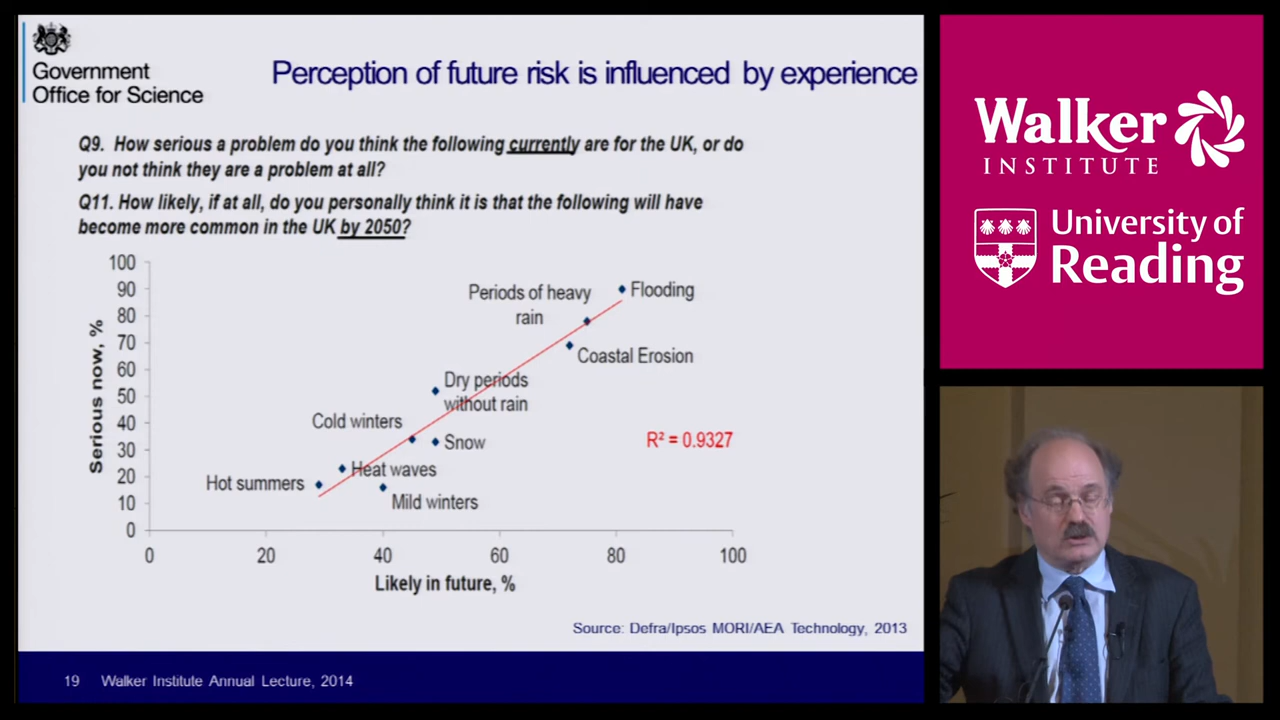 Government
Office for Science
Perception of future risk is influenced by experience
Q9. How serious a problem do you think the following currently are for the UK, or do
you not think they are a problem at all?
Q11. How likely, if at all, do you personally think it is that the following will have
become more common in the UK by 2050?
Serious now, %
100
90
80
70
60
50
40
30
20
10
0
Flooding
Periods of heavy
rain
Coastal Erosion
Dry periods
without rain
Cold winters
Snow
R² = 0.9327
Heat waves
Hot summers
Mild winters
0
20
40
60
80
100
Likely in future, %
Source: Defra/Ipsos MORI/AEA Technology, 2013
19 Walker Institute Annual Lecture, 2014
Walker
INSTITUTE
University of
Reading